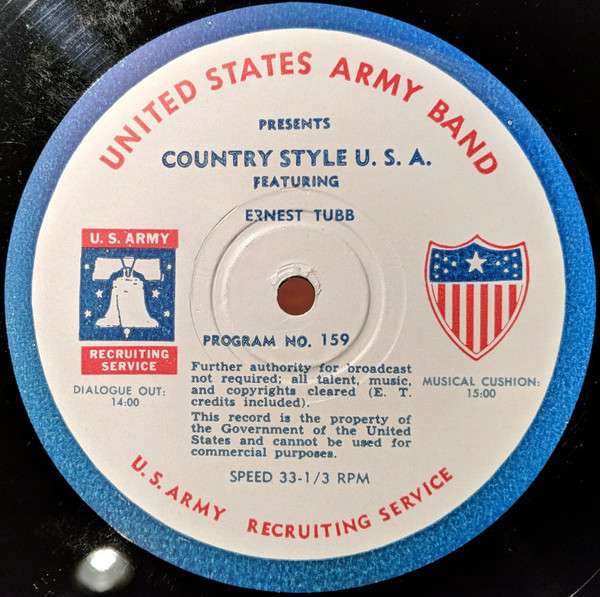 UNITED STATES ARMY BAND
PRESENTS
COUNTRY STYLE U. S. A.
FEATURING
ERNEST TUBB
U. S. ARMY
RECRUITING
SERVICE
DIALOGUE OUT:
14:00
PROGRAM NO. 159
Further authority for broadcast
not required; all talent, music,
and copyrights cleared (E. T.
credits included).
This record is the property of
the Government of the United
States and cannot be used for
commercial purposes.
SPEED 33-1/3 RPM
MUSICAL CUSHION:
15:00
U.S. ARMY RECRUITING SERVICE